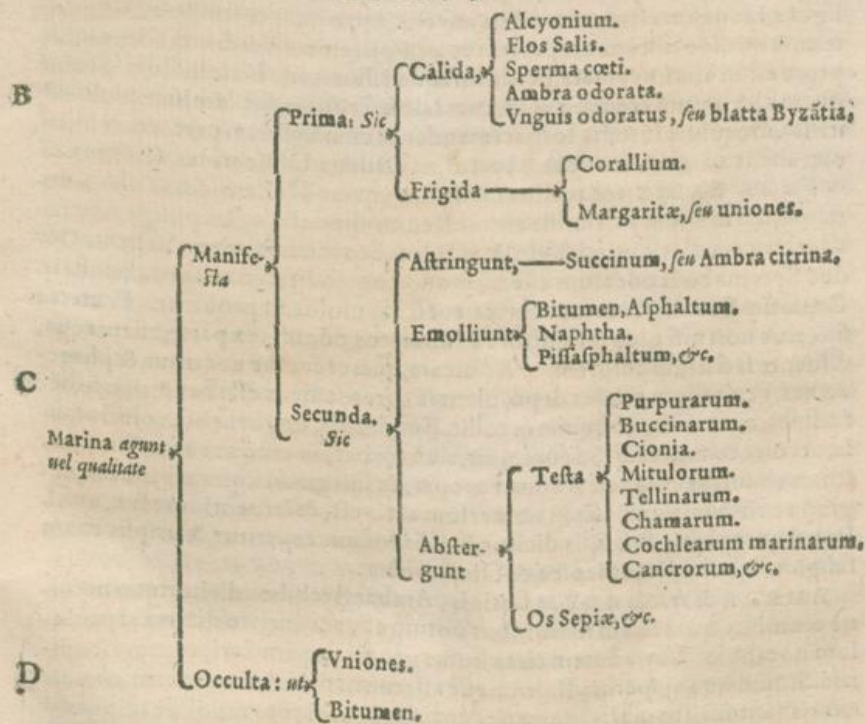 Alcyonium.
Flos Salis.
Calida, Sperma cœti.
B
Ambra odorata.
Prima: Sic
Vnguis odoratus, ſeu blatta Byzãtia,
Corallium.
Frigida
Margaritæ, ſeu uniones.
Manife-
ſta
Aſtringunt, Succinum, ſeu Ambra citrina.
Bitumen, Aſphaltum.
Emolliunt Naphtha.
Piſſaſphaltum, &c.
C
Secunda.
Sic
Purpurarum.
Buccinarum.
Marina agunt
uel qualitate
Cionia.
Teſta Mitulorum.
Tellinarum.
Chamarum.
Abſter-
gunt
Cochlearum marinarum.
Cancrorum, &c.
Os Sepiæ, &c.
D
Vniones.
Occulta: ut
Bitumen.